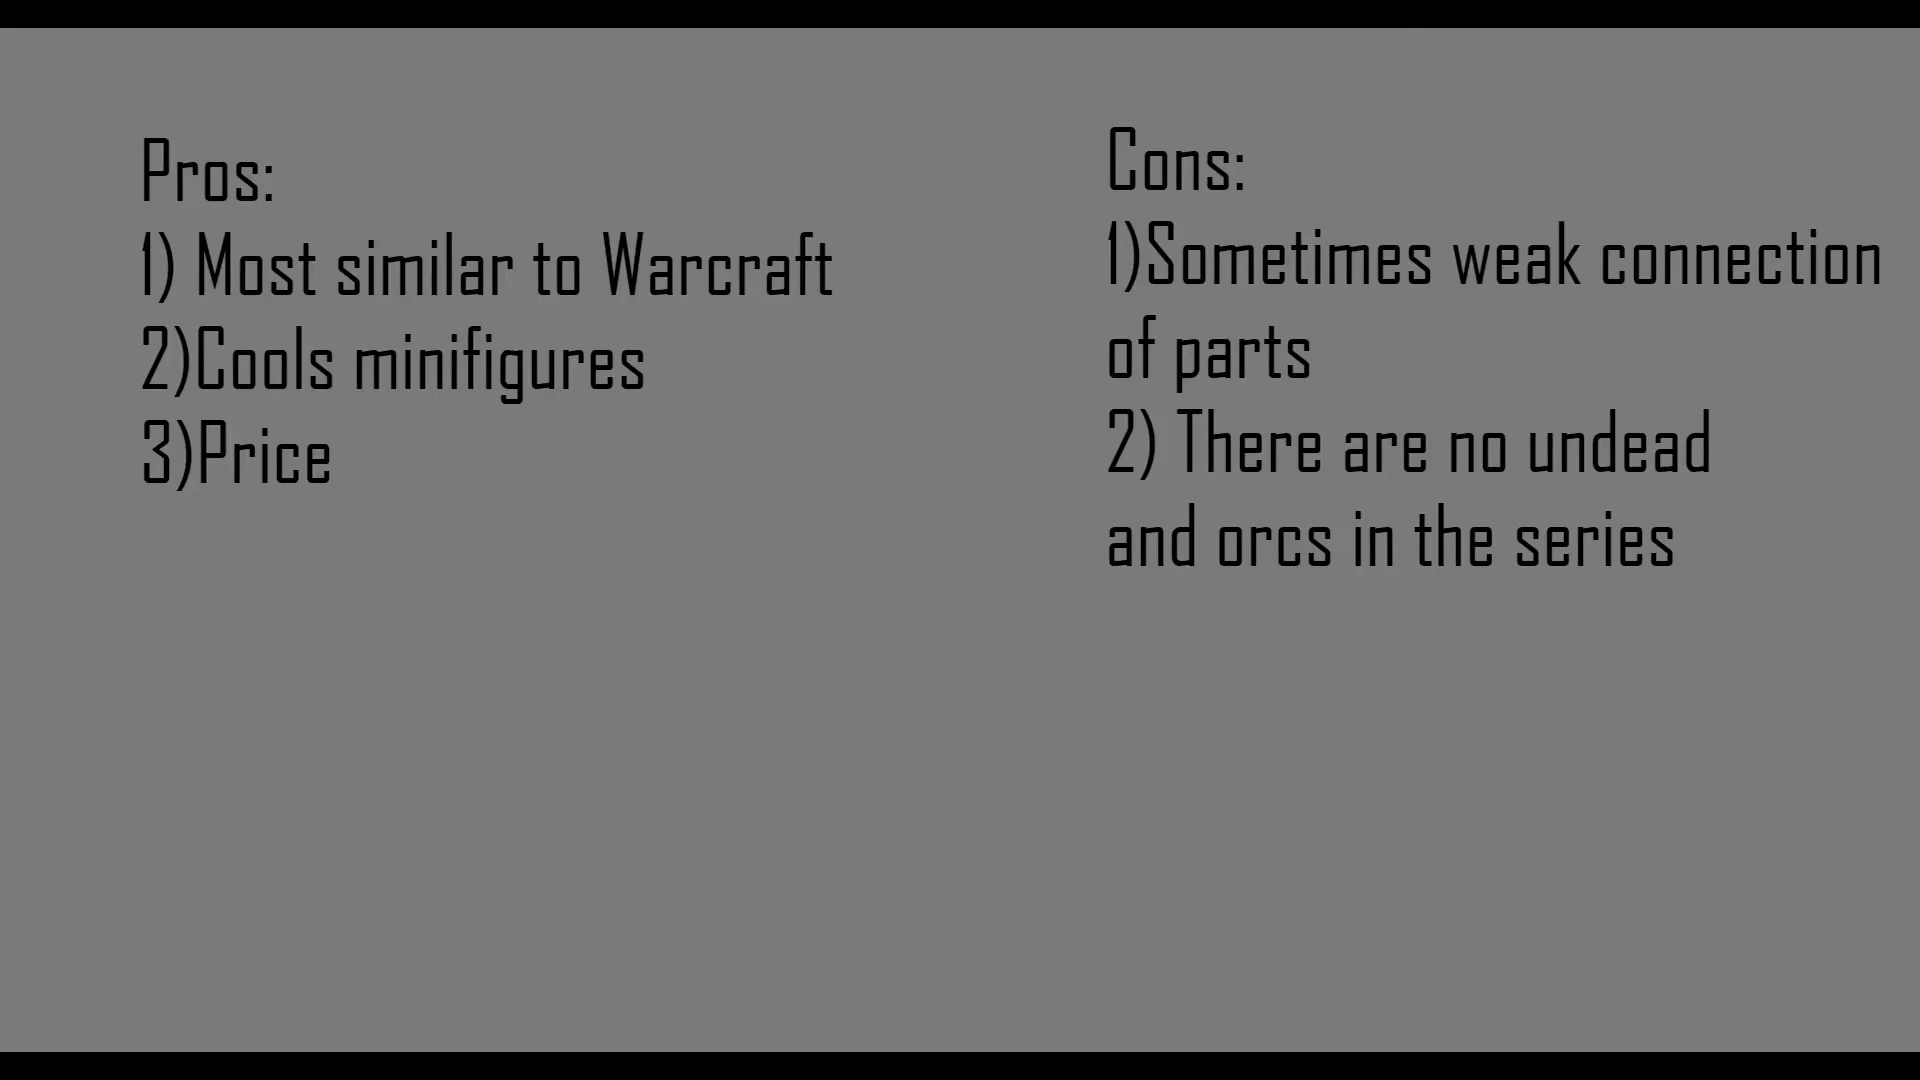 Pros:
1) Most similar to Warcraft
2)Cools minifigures
3)Price
Cons:
1)Sometimes weak connection
of parts
2) There are no undead
and orcs in the series